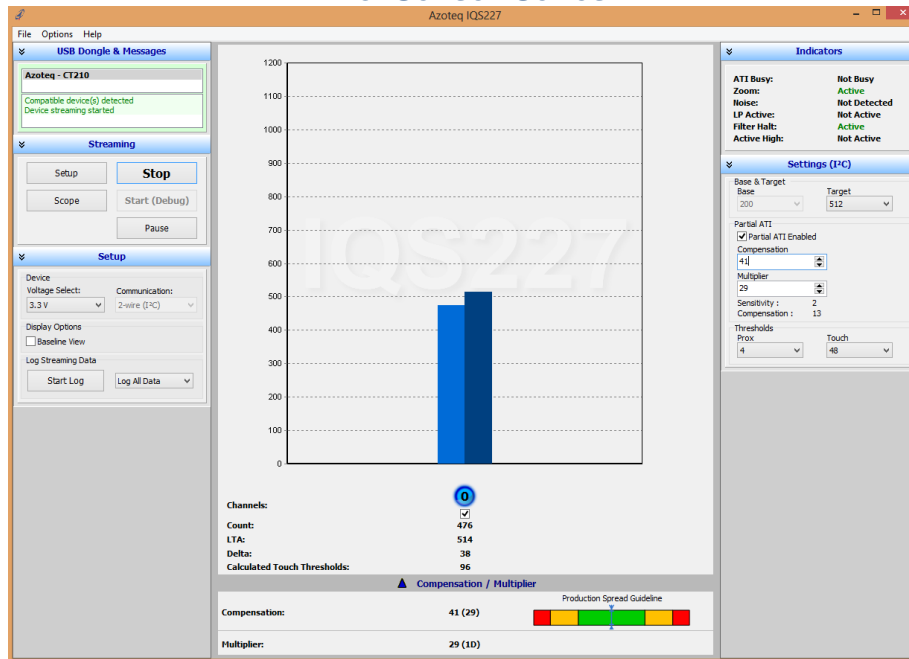 Azoteq IQS227
File Options Help
USB Dongle & Messages
Azoteq - CT210
Compatible device(s) detected
Device streaming started
Streaming
Setup Stop
Scope Start (Debug)
Pause
Setup
Device
Voltage Select: Communication:
3.3 V 2-wire (I²C)
Display Options
Baseline View
Log Streaming Data
Start Log Log All Data
1200
1100
1000
900
800
700
600
500
400
300
200
100
0
IQS227
Channels: 0
Count: 476
LTA: 514
Delta: 38
Calculated Touch Thresholds: 96
Compensation / Multiplier
Production Spread Guideline
Compensation: 41 (29)
Multiplier: 29 (1D)
Indicators
ATI Busy: Not Busy
Zoom: Active
Noise: Not Detected
LP Active: Not Active
Filter Halt: Active
Active High: Not Active
Settings (I²C)
Base & Target
Base Target
200 512
Partial ATI
Partial ATI Enabled
Compensation
41
Multiplier
29
Sensitivity : 2
Compensation : 13
Thresholds
Prox Touch
4 48